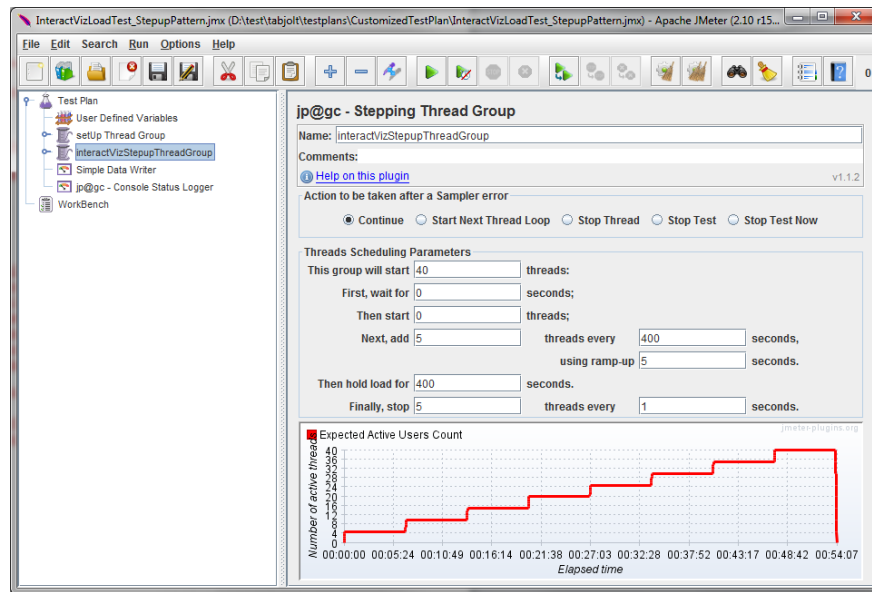 InteractVizLoadTest_StepupPattern.jmx (D:\test\tabjolt\testplans\CustomizedTestPlan\InteractVizLoadTest_StepupPattern.jmx) - Apache JMeter (2.10 r15...
File Edit Search Run Options Help
0
Test Plan
User Defined Variables
setUp Thread Group
interactVizStepupThreadGroup
Simple Data Writer
jp@gc - Console Status Logger
WorkBench
jp@gc - Stepping Thread Group
Name: interactVizStepupThreadGroup
Comments:
Help on this plugin v1.1.2
Action to be taken after a Sampler error
Continue Start Next Thread Loop Stop Thread Stop Test Stop Test Now
Threads Scheduling Parameters
This group will start 40 threads:
First, wait for 0 seconds;
Then start 0 threads;
Next, add 5 threads every 400 seconds,
using ramp-up 5 seconds.
Then hold load for 400 seconds.
Finally, stop 5 threads every 1 seconds.
jmeter-plugins.org
Expected Active Users Count
Number of active threads
40
36
32
28
24
20
16
12
8
4
0
00:00:00 00:05:24 00:10:49 00:16:14 00:21:38 00:27:03 00:32:28 00:37:52 00:43:17 00:48:42 00:54:07
Elapsed time